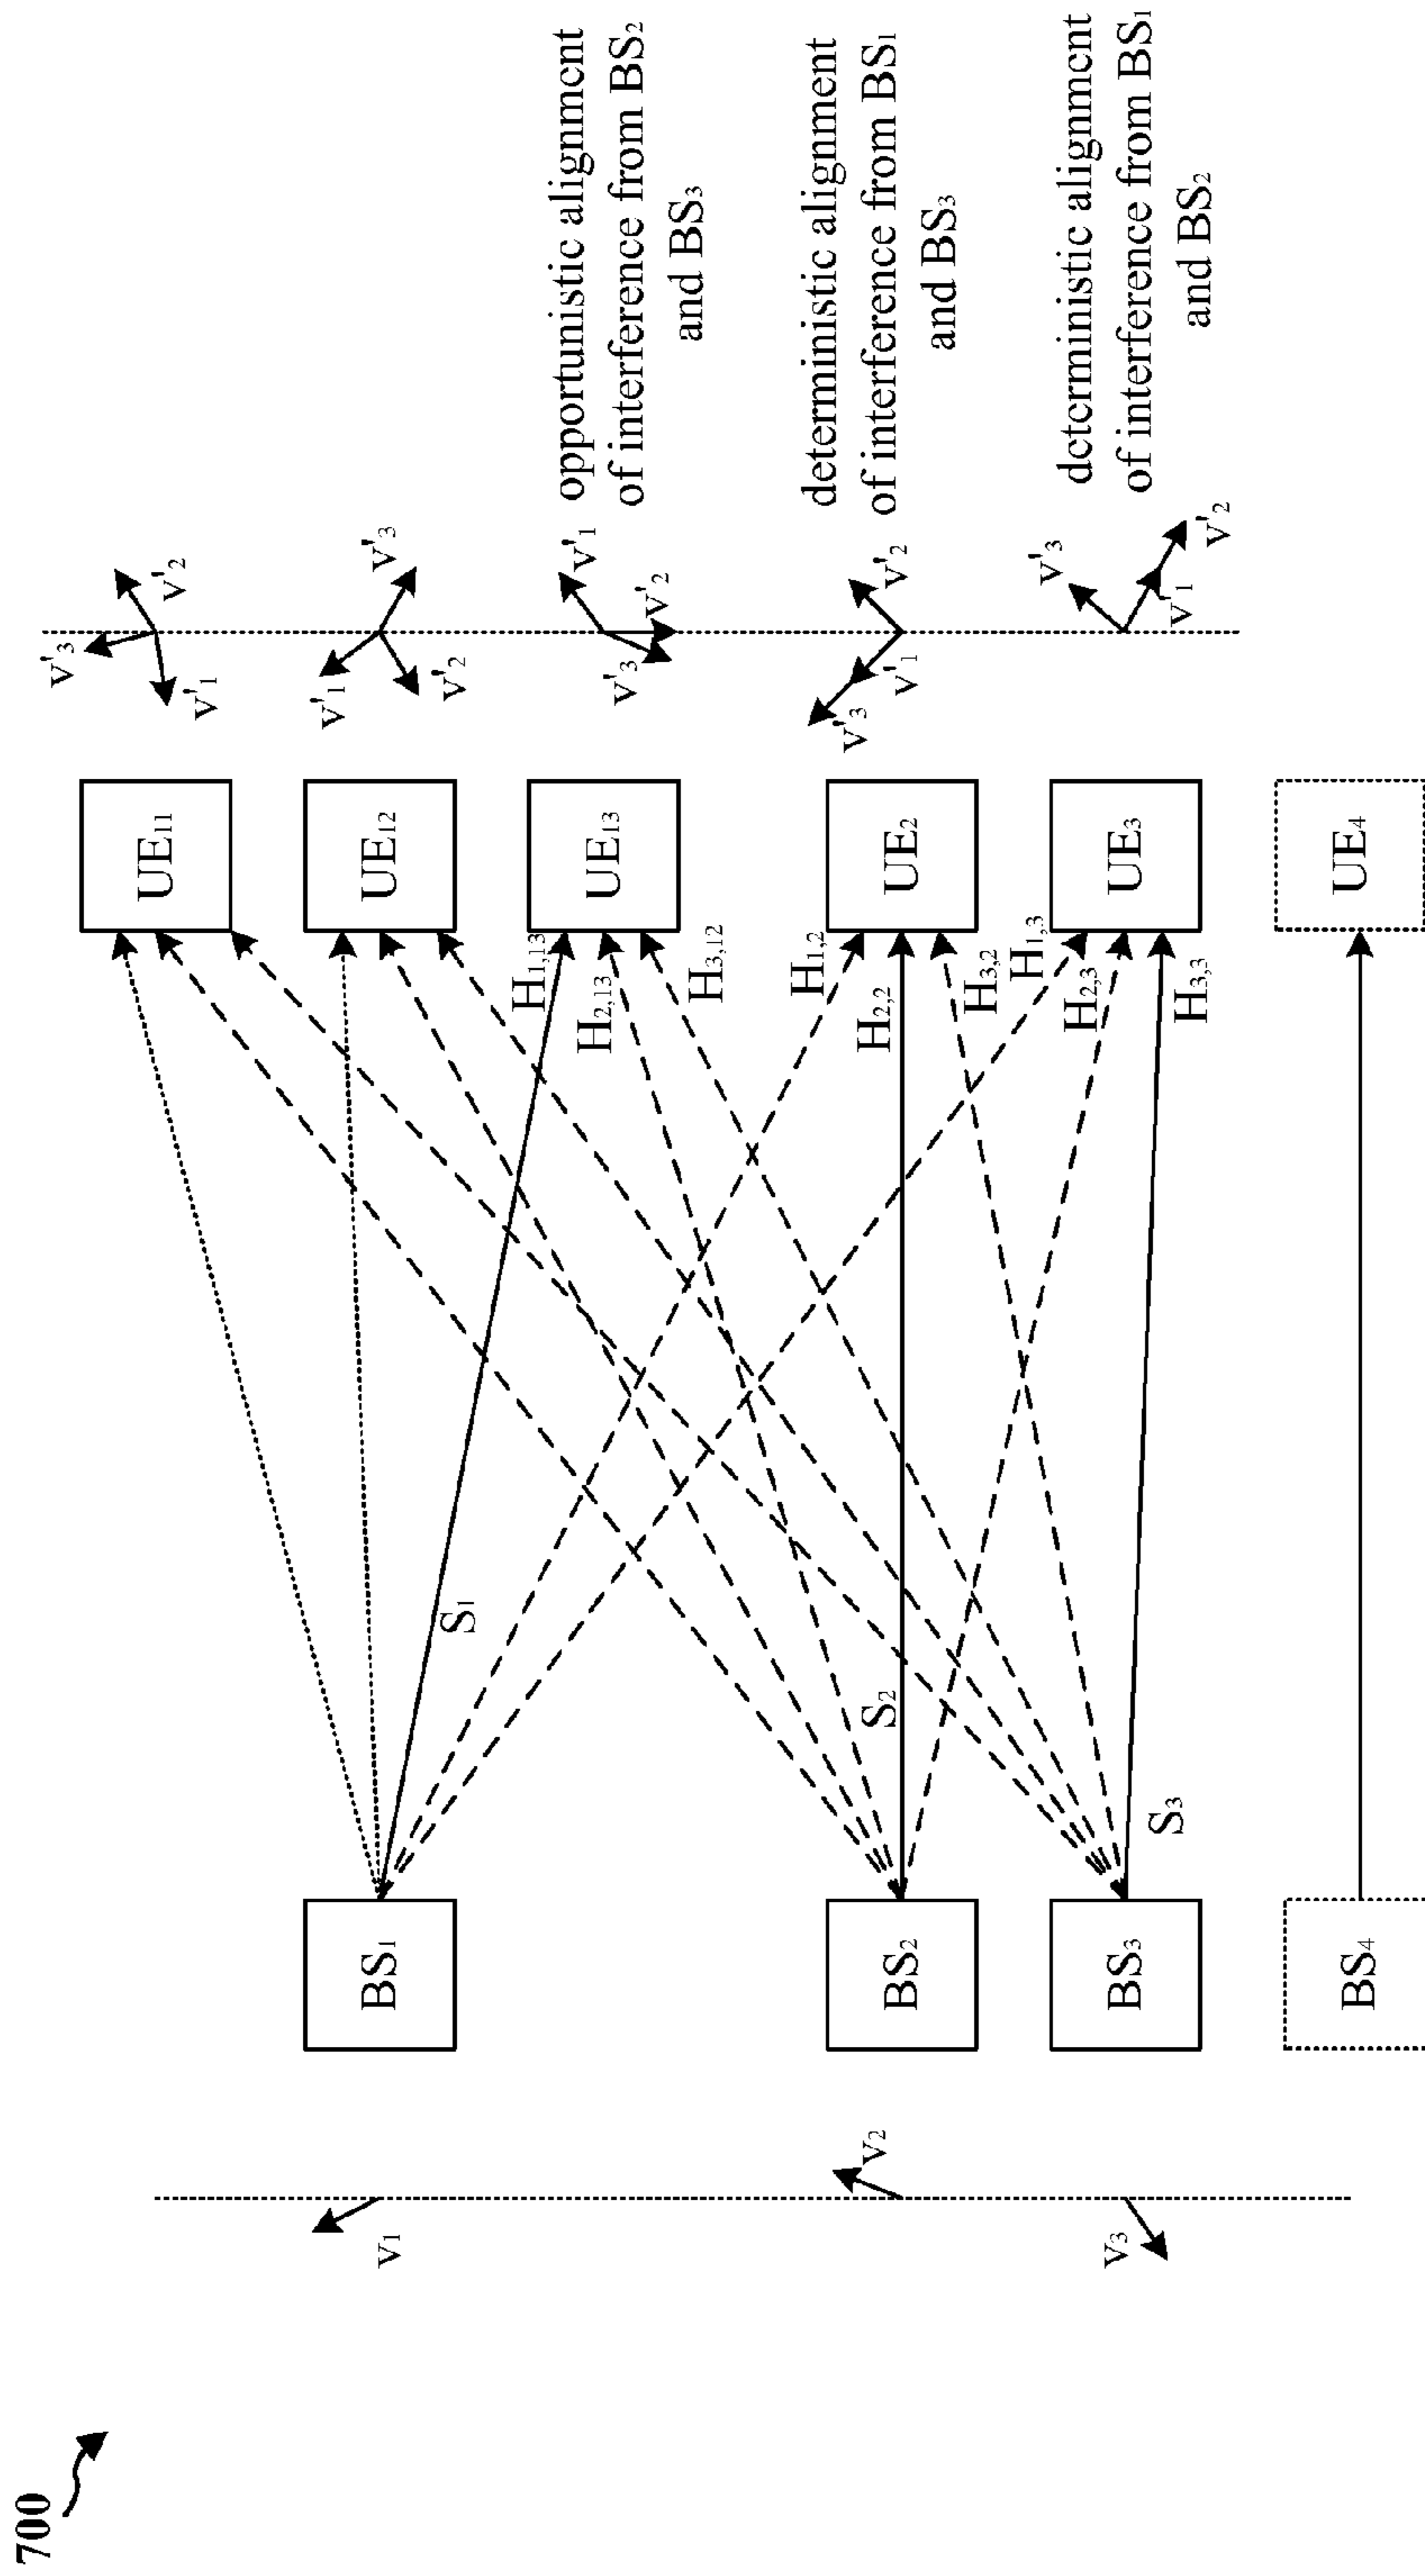 700
v₁
v₂
v₃
BS₁
BS₂
BS₃
BS₄
S₁
S₂
S₃
H₁,₁₃
H₂,₁₃
H₃,₁₂
H₁,₂
H₂,₂
H₃,₂
H₁,₃
H₂,₃
H₃,₃
UE₁₁
UE₁₂
UE₁₃
UE₂
UE₃
UE₄
v'₃
v'₁
v'₂
v'₁
v'₂
v'₃
v'₃
v'₂
v'₁
v'₃
v'₁
v'₂
v'₁
v'₃
v'₂
opportunistic alignment
of interference from BS₂
and BS₃
deterministic alignment
of interference from BS₁
and BS₃
deterministic alignment
of interference from BS₁
and BS₂